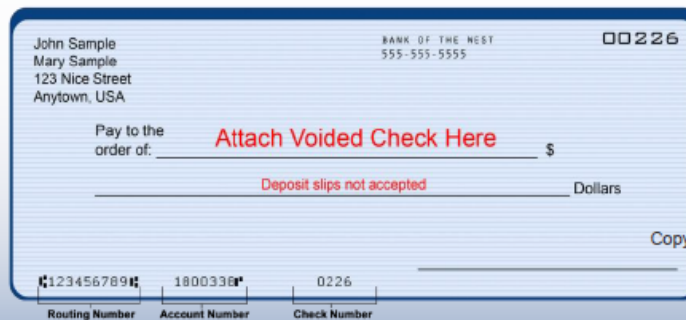 John Sample
Mary Sample
123 Nice Street
Anytown, USA
BANK OF THE WEST
555-555-5555
00226
Pay to the
order of:
Attach Voided Check Here
$
Deposit slips not accepted
Dollars
Copy
⑆123456789⑆ 1800338⑈ 0226
Routing Number Account Number Check Number